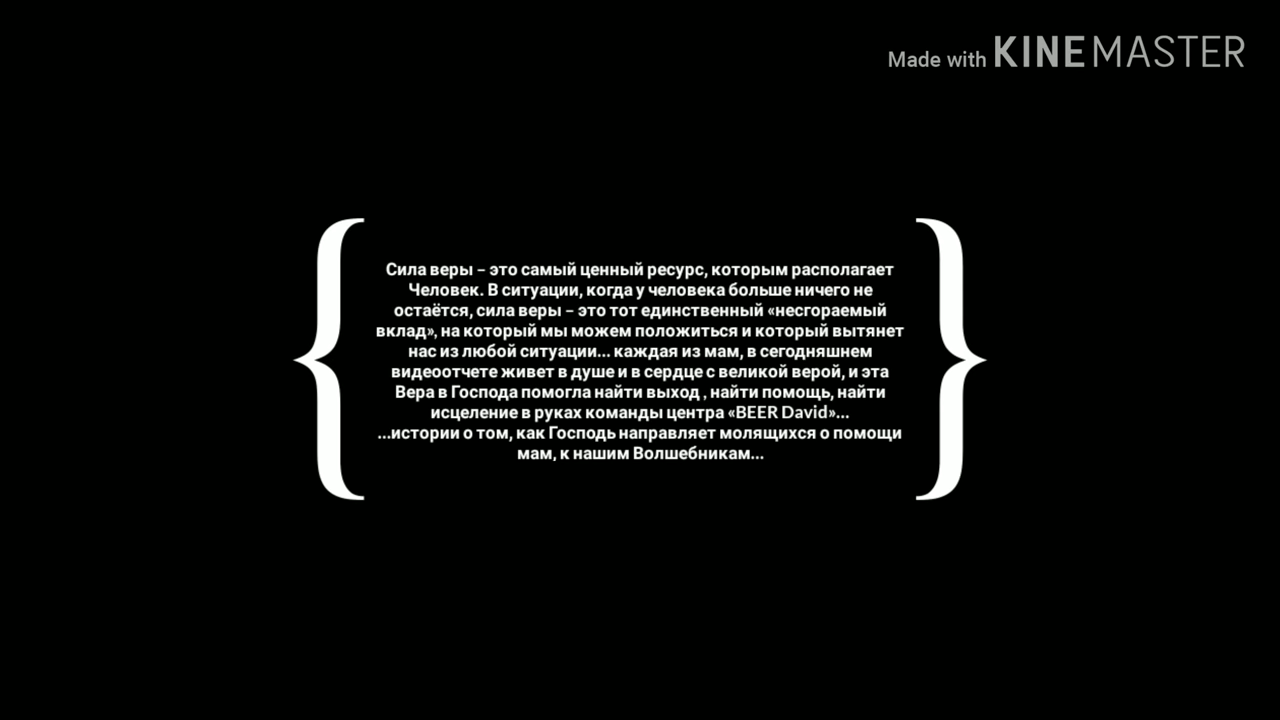 Made with KINEMASTER
Сила веры – это самый ценный ресурс, которым располагает
Человек. В ситуации, когда у человека больше ничего не
остаётся, сила веры – это тот единственный «несгораемый
вклад», на который мы можем положиться и который вытянет
нас из любой ситуации... каждая из мам, в сегодняшнем
видеоотчете живет в душе и в сердце с великой верой, и эта
Вера в Господа помогла найти выход , найти помощь, найти
исцеление в руках команды центра «BEER David»...
...истории о том, как Господь направляет молящихся о помощи
мам, к нашим Волшебникам...